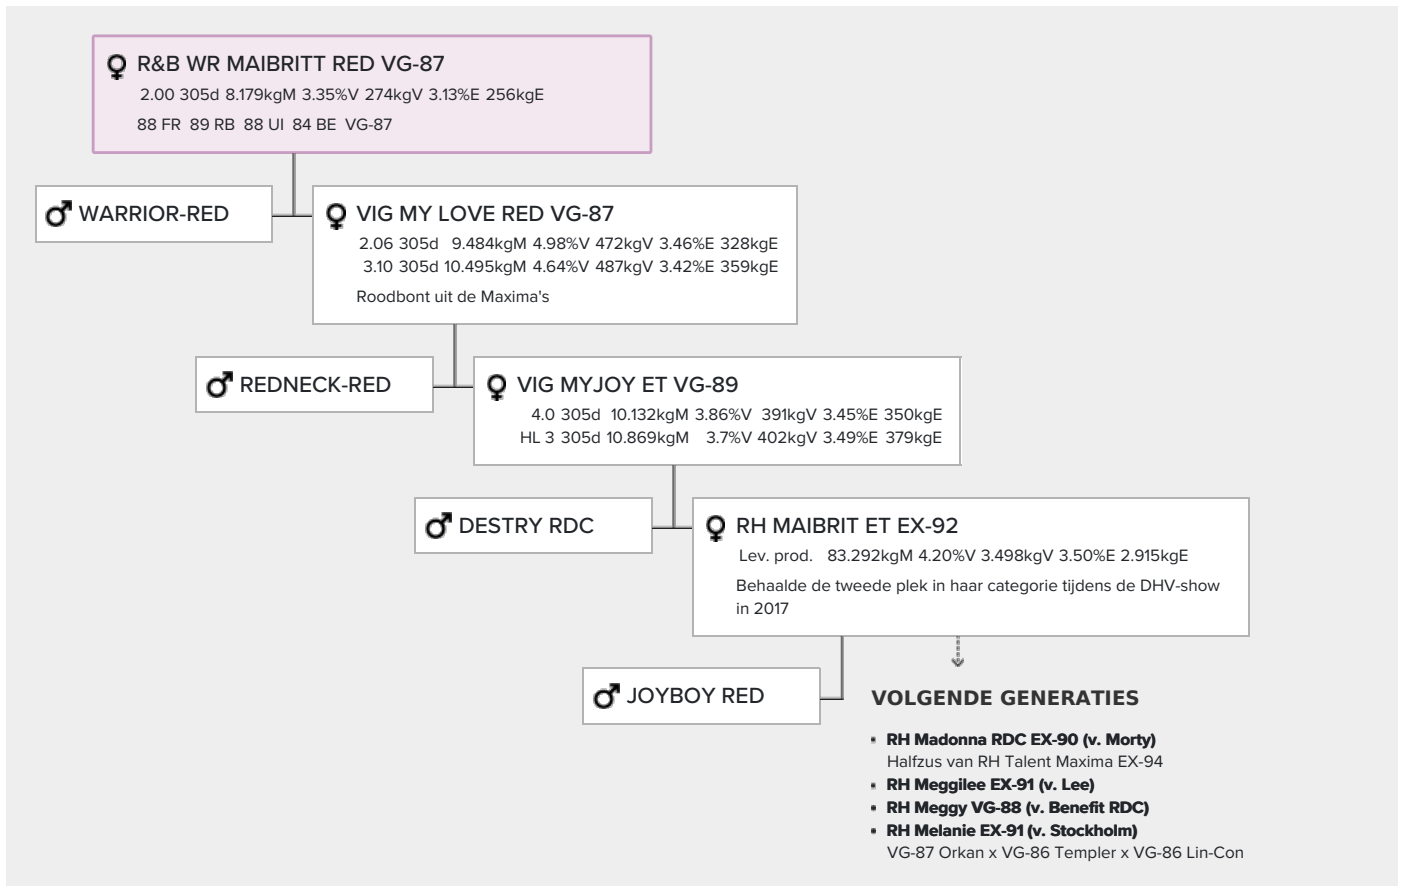 R&B WR MAIBRITT RED VG-87
2.00 305d 8.179kgM 3.35%V 274kgV 3.13%E 256kgE
88 FR 89 RB 88 UI 84 BE VG-87
WARRIOR-RED
VIG MY LOVE RED VG-87
2.06 305d 9.484kgM 4.98%V 472kgV 3.46%E 328kgE
3.10 305d 10.495kgM 4.64%V 487kgV 3.42%E 359kgE
Roodbont uit de Maxima's
REDNECK-RED
VIG MYJOY ET VG-89
4.0 305d 10.132kgM 3.86%V 391kgV 3.45%E 350kgE
HL 3 305d 10.869kgM 3.7%V 402kgV 3.49%E 379kgE
DESTRY RDC
RH MAIBRIT ET EX-92
Lev. prod. 83.292kgM 4.20%V 3.498kgV 3.50%E 2.915kgE
Behaalde de tweede plek in haar categorie tijdens de DHV-show
in 2017
JOYBOY RED
VOLGENDE GENERATIES
RH Madonna RDC EX-90 (v. Morty)
Halfzus van RH Talent Maxima EX-94
RH Meggilee EX-91 (v. Lee)
RH Meggy VG-88 (v. Benefit RDC)
RH Melanie EX-91 (v. Stockholm)
VG-87 Orkan x VG-86 Templer x VG-86 Lin-Con